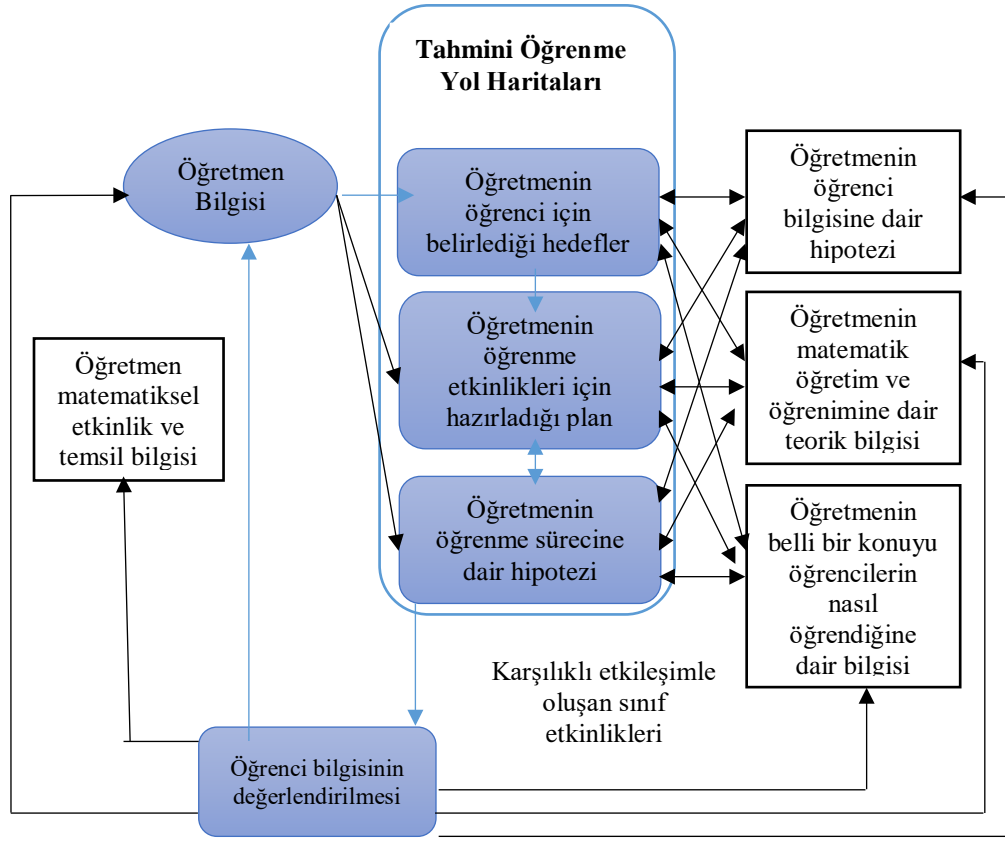 Tahmini Öğrenme
Yol Haritaları
Öğretmen
Bilgisi
Öğretmenin
öğrenci için
belirlediği hedefler
Öğretmenin
öğrenci
bilgisine dair
hipotezi
Öğretmen
matematiksel
etkinlik ve
temsil bilgisi
Öğretmenin
öğrenme
etkinlikleri için
hazırladığı plan
Öğretmenin
matematik
öğretim ve
öğrenimine dair
teorik bilgisi
Öğretmenin
öğrenme sürecine
dair hipotezi
Öğretmenin
belli bir konuyu
öğrencilerin
nasıl
öğrendiğine
dair bilgisi
Karşılıklı etkileşimle
oluşan sınıf
etkinlikleri
Öğrenci bilgisinin
değerlendirilmesi